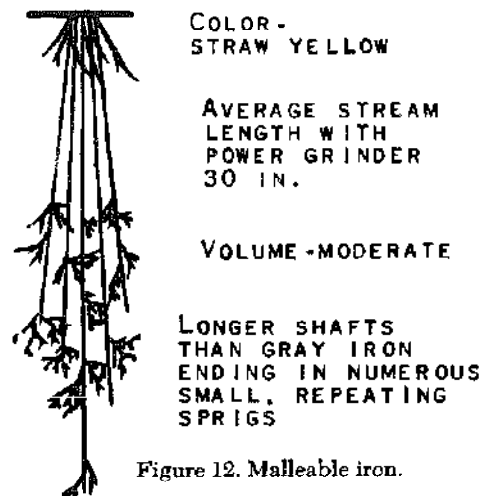 COLOR-
STRAW YELLOW
AVERAGE STREAM
LENGTH WITH
POWER GRINDER
30 IN.
VOLUME-MODERATE
LONGER SHAFTS
THAN GRAY IRON
ENDING IN NUMEROUS
SMALL, REPEATING
SPRIGS
Figure 12. Malleable iron.